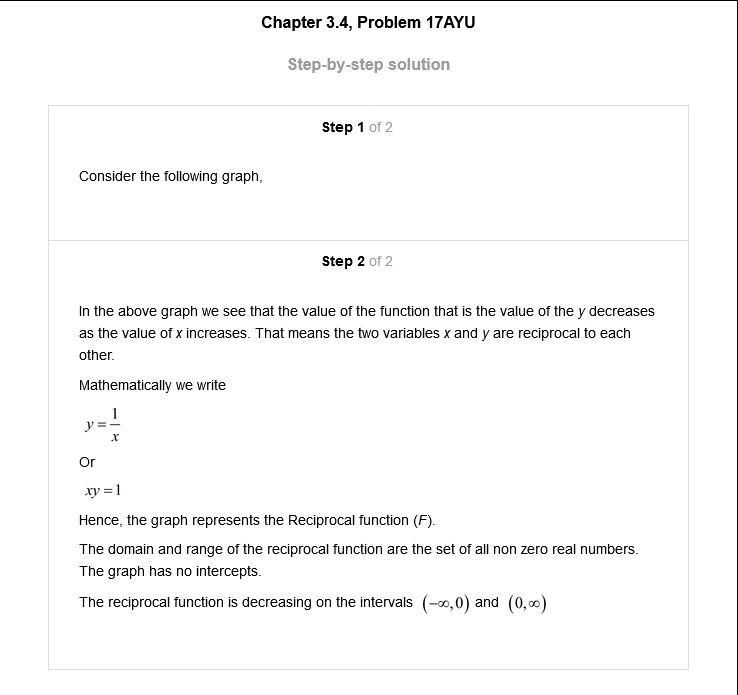 Chapter 3.4, Problem 17AYU
Step-by-step solution
Step 1 of 2
Consider the following graph,
Step 2 of 2
In the above graph we see that the value of the function that is the value of the y decreases
as the value of x increases. That means the two variables x and y are reciprocal to each
other.
Mathematically we write
y = 1/x
Or
xy = 1
Hence, the graph represents the Reciprocal function (F).
The domain and range of the reciprocal function are the set of all non zero real numbers.
The graph has no intercepts.
The reciprocal function is decreasing on the intervals (−∞,0) and (0,∞)